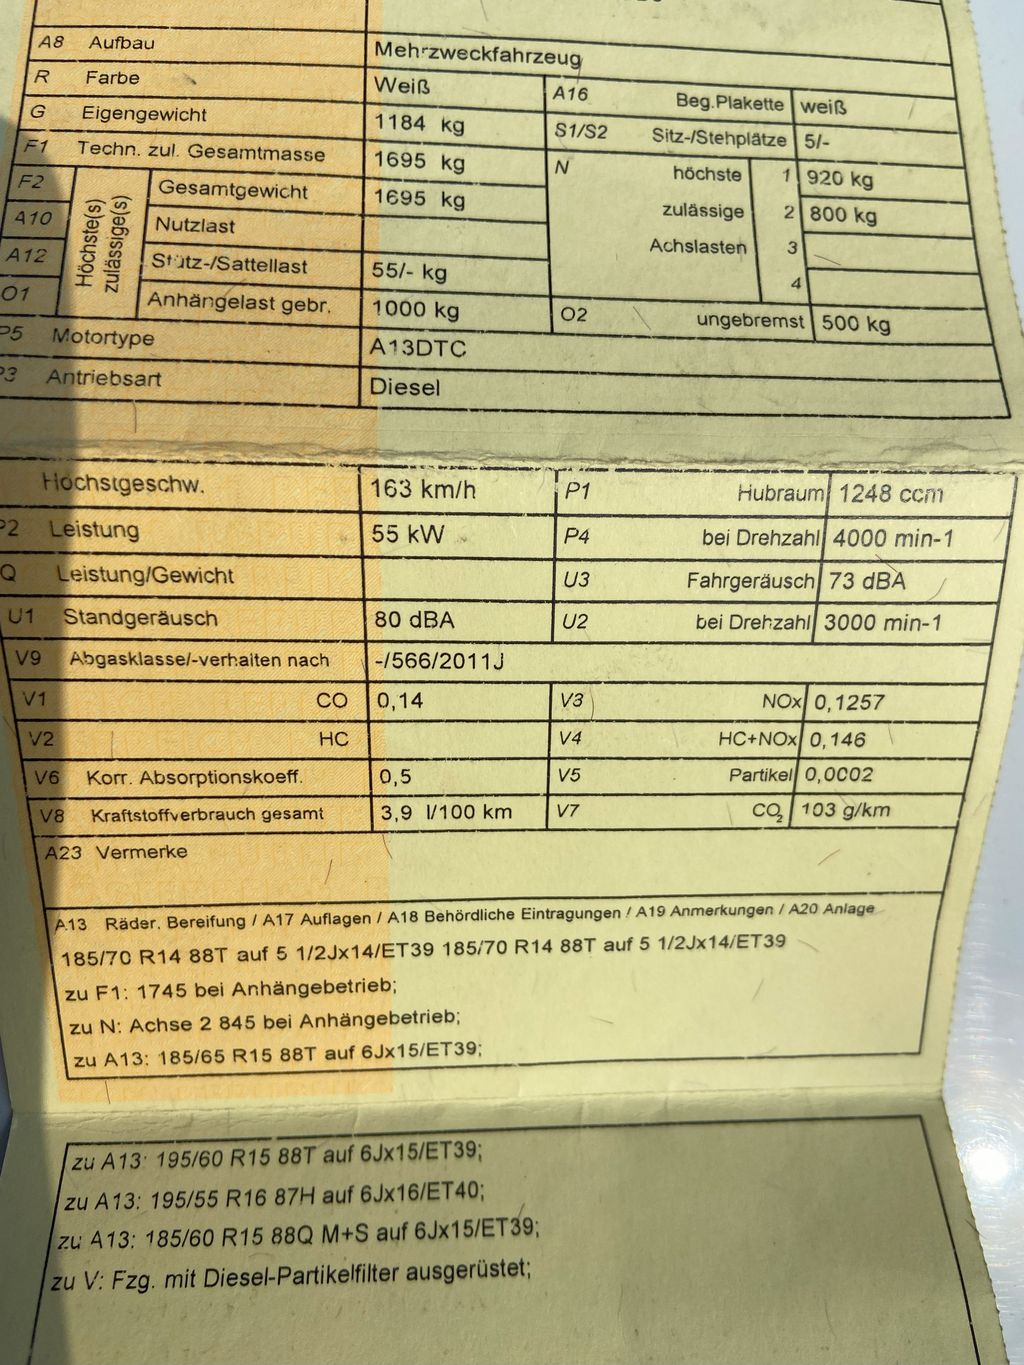 A8 Aufbau Mehrzweckfahrzeug
R Farbe Weiß A16 Beg.Plakette weiß
G Eigengewicht 1184 kg S1/S2 Sitz-/Stehplätze 5/-
F1 Techn. zul. Gesamtmasse 1695 kg N höchste 1 920 kg
F2 Höchste(s) zulässige(s) Gesamtgewicht 1695 kg zulässige 2 800 kg
A10 Nutzlast Achslasten 3
A12 Stütz-/Sattellast 55/- kg 4
O1 Anhängelast gebr. 1000 kg O2 ungebremst 500 kg
P5 Motortype A13DTC
P3 Antriebsart Diesel
Höchstgeschw. 163 km/h P1 Hubraum 1248 ccm
P2 Leistung 55 kW P4 bei Drehzahl 4000 min-1
Q Leistung/Gewicht U3 Fahrgeräusch 73 dBA
U1 Standgeräusch 80 dBA U2 bei Drehzahl 3000 min-1
V9 Abgasklasse/-verhalten nach -/566/2011J
V1 CO 0,14 V3 NOx 0,1257
V2 HC V4 HC+NOx 0,146
V6 Korr. Absorptionskoeff. 0,5 V5 Partikel 0,0002
V8 Kraftstoffverbrauch gesamt 3,9 l/100 km V7 CO₂ 103 g/km
A23 Vermerke
A13 Räder, Bereifung / A17 Auflagen / A18 Behördliche Eintragungen / A19 Anmerkungen / A20 Anlage
185/70 R14 88T auf 5 1/2Jx14/ET39 185/70 R14 88T auf 5 1/2Jx14/ET39
zu F1: 1745 bei Anhängebetrieb;
zu N: Achse 2 845 bei Anhängebetrieb;
zu A13: 185/65 R15 88T auf 6Jx15/ET39;
zu A13: 195/60 R15 88T auf 6Jx15/ET39;
zu A13: 195/55 R16 87H auf 6Jx16/ET40;
zu A13: 185/60 R15 88Q M+S auf 6Jx15/ET39;
zu V: Fzg. mit Diesel-Partikelfilter ausgerüstet;